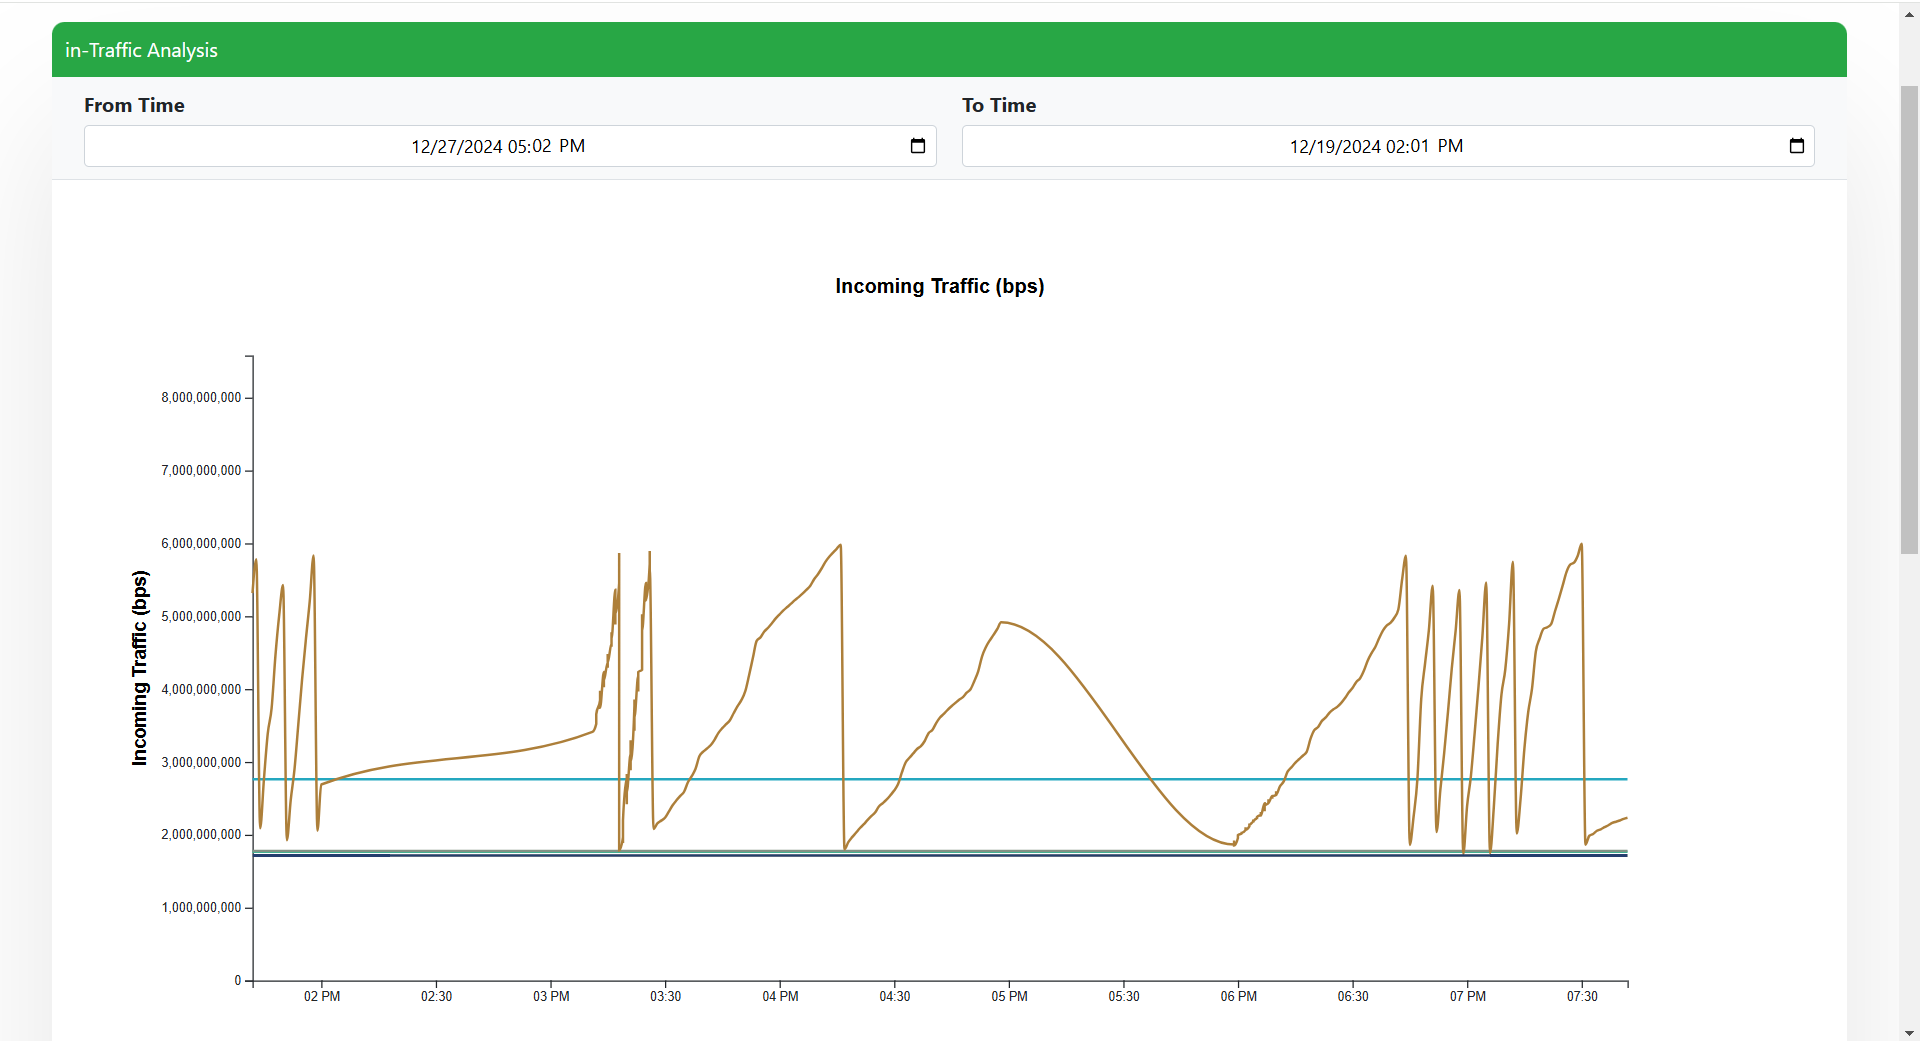 in-Traffic Analysis
From Time
To Time
12/27/2024 05:02 PM
12/19/2024 02:01 PM
Incoming Traffic (bps)
Incoming Traffic (bps)
8,000,000,000
7,000,000,000
6,000,000,000
5,000,000,000
4,000,000,000
3,000,000,000
2,000,000,000
1,000,000,000
0
02 PM
02:30
03 PM
03:30
04 PM
04:30
05 PM
05:30
06 PM
06:30
07 PM
07:30